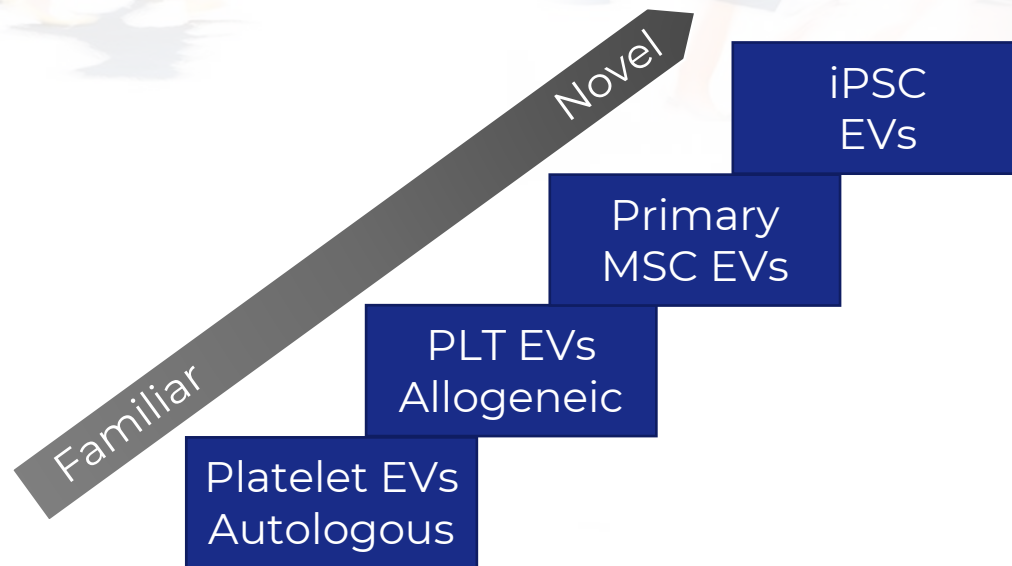 Novel
iPSC
EVs
Primary
MSC EVs
PLT EVs
Allogeneic
Familiar
Platelet EVs
Autologous